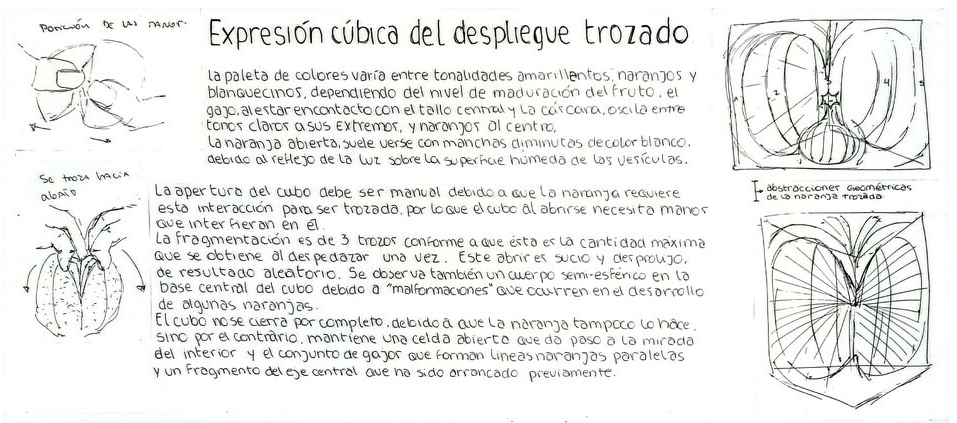 Posición de las manos.
Expresión cúbica del despliegue trozado
La paleta de colores varía entre tonalidades amarillentos, naranjos y
blanquecinos, dependiendo del nivel de maduración del fruto. el
gajo, al estar en contacto con el tallo central y la cáscara, oscila entre
tonos claros a sus extremos, y naranjos al centro.
La naranja abierta, suele verse con manchas diminutas de color blanco,
debido al reflejo de la luz sobre la superficie húmeda de las vesículas.
Se troza hacia
abajo
La apertura del cubo debe ser manual debido a que la naranja requiere
esta interacción para ser trozada, por lo que el cubo al abrirse necesita manos
que interfieran en él.
La fragmentación es de 3 trozos conforme a que ésta es la cantidad máxima
que se obtiene al despedazar una vez. Este abrir es sucio y desprolijo,
de resultado aleatorio. Se observa también un cuerpo semi-esférico en la
base central del cubo debido a "malformaciones" que ocurren en el desarrollo
de algunas naranjas.
El cubo no se cierra por completo, debido a que la naranja tampoco lo hace,
sino por el contrario, mantiene una celda abierta que da paso a la mirada
del interior y el conjunto de gajos que forman líneas naranjas paralelas
y un fragmento del eje central que ha sido arrancado previamente.
1 2 3 4 5
abstracciones geométricas
de la naranja trozada.